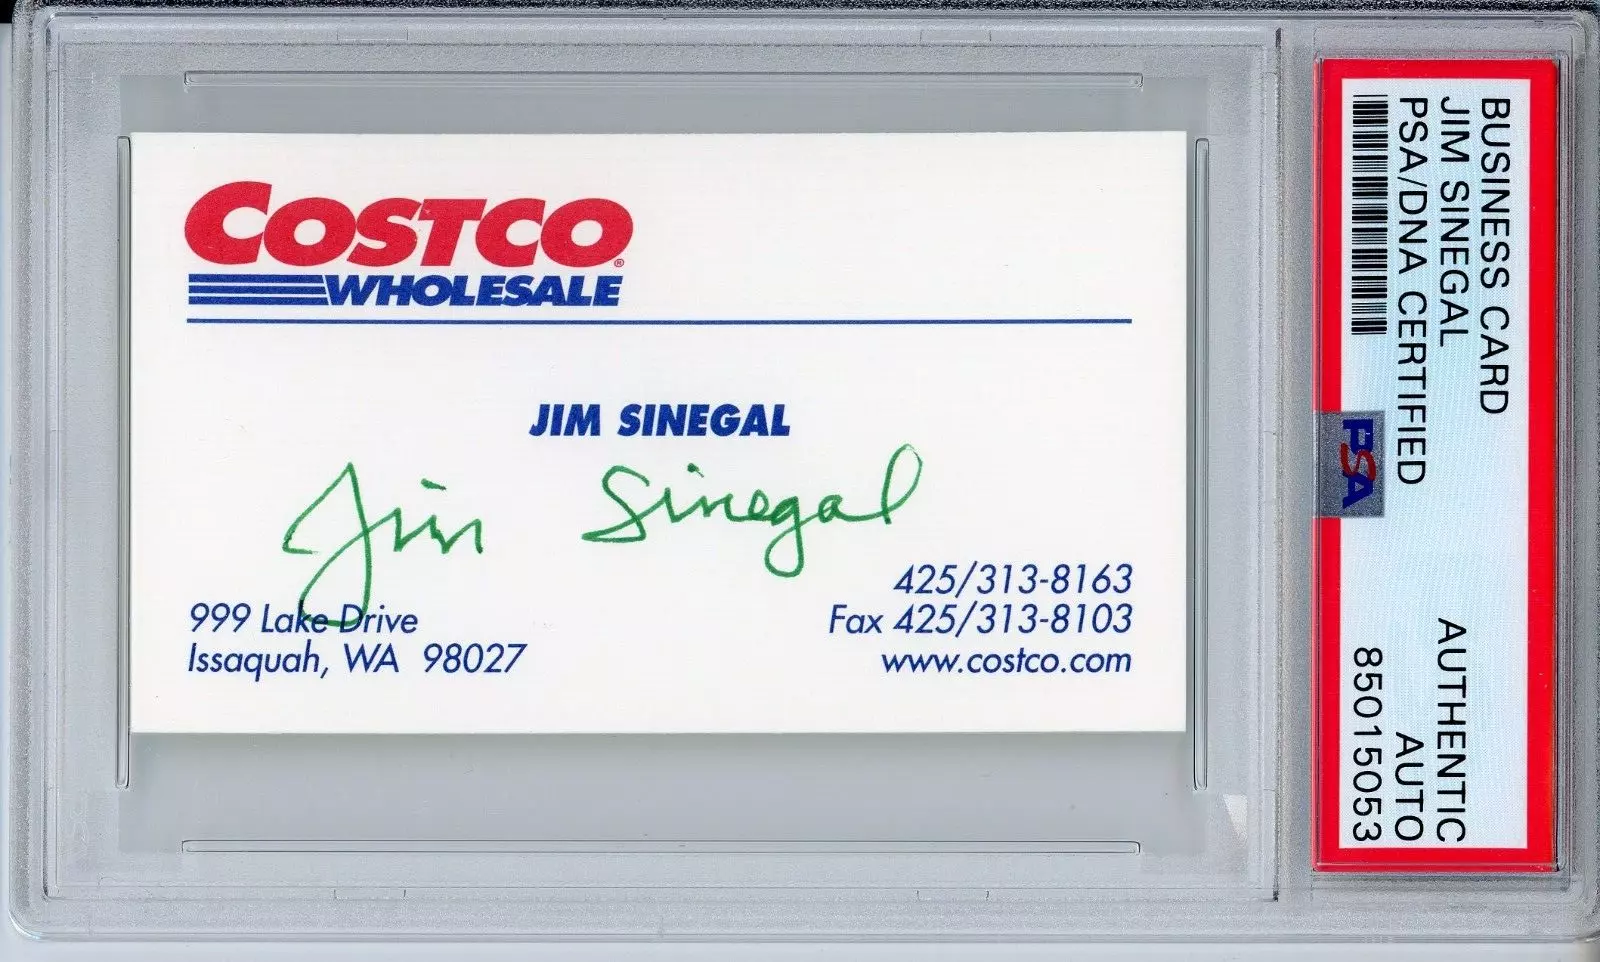 COSTCO®
WHOLESALE
JIM SINEGAL
Jim Sinegal
999 Lake Drive
Issaquah, WA 98027
425/313-8163
Fax 425/313-8103
www.costco.com
BUSINESS CARD
JIM SINEGAL
PSA/DNA CERTIFIED
PSA
AUTHENTIC
AUTO
85015053